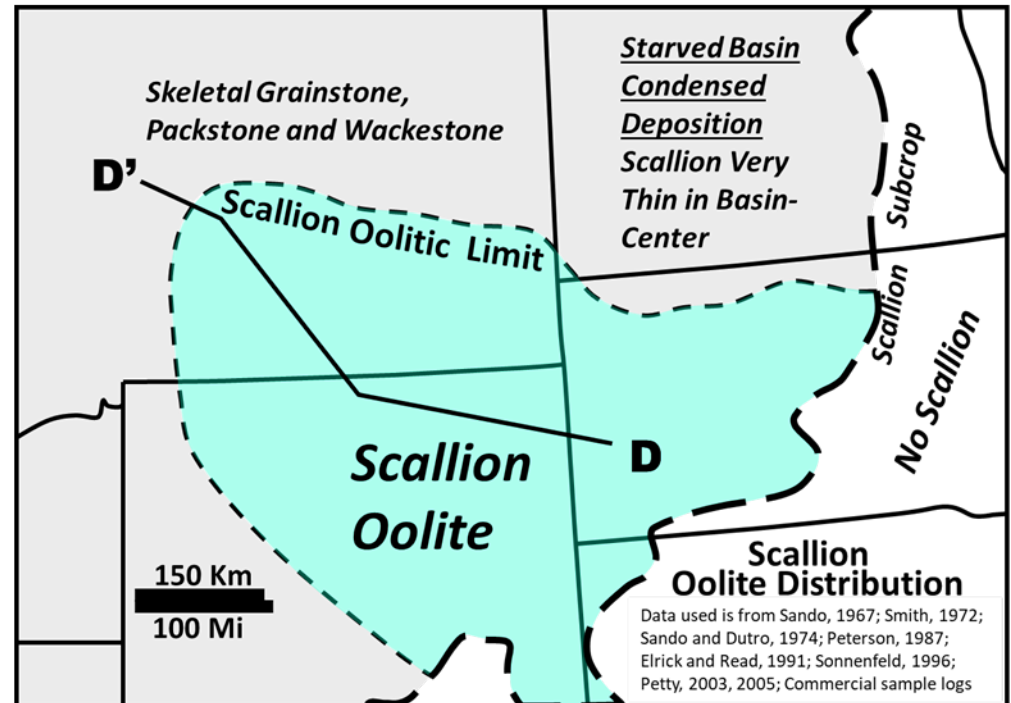 Skeletal Grainstone,
Packstone and Wackestone
Starved Basin
Condensed
Deposition
Scallion Very
Thin in Basin-
Center
D’
Scallion Oolitic Limit
Subcrop
Scallion
No Scallion
Scallion
Oolite
D
150 Km
100 Mi
Scallion
Oolite Distribution
Data used is from Sando, 1967; Smith, 1972;
Sando and Dutro, 1974; Peterson, 1987;
Elrick and Read, 1991; Sonnenfeld, 1996;
Petty, 2003, 2005; Commercial sample logs